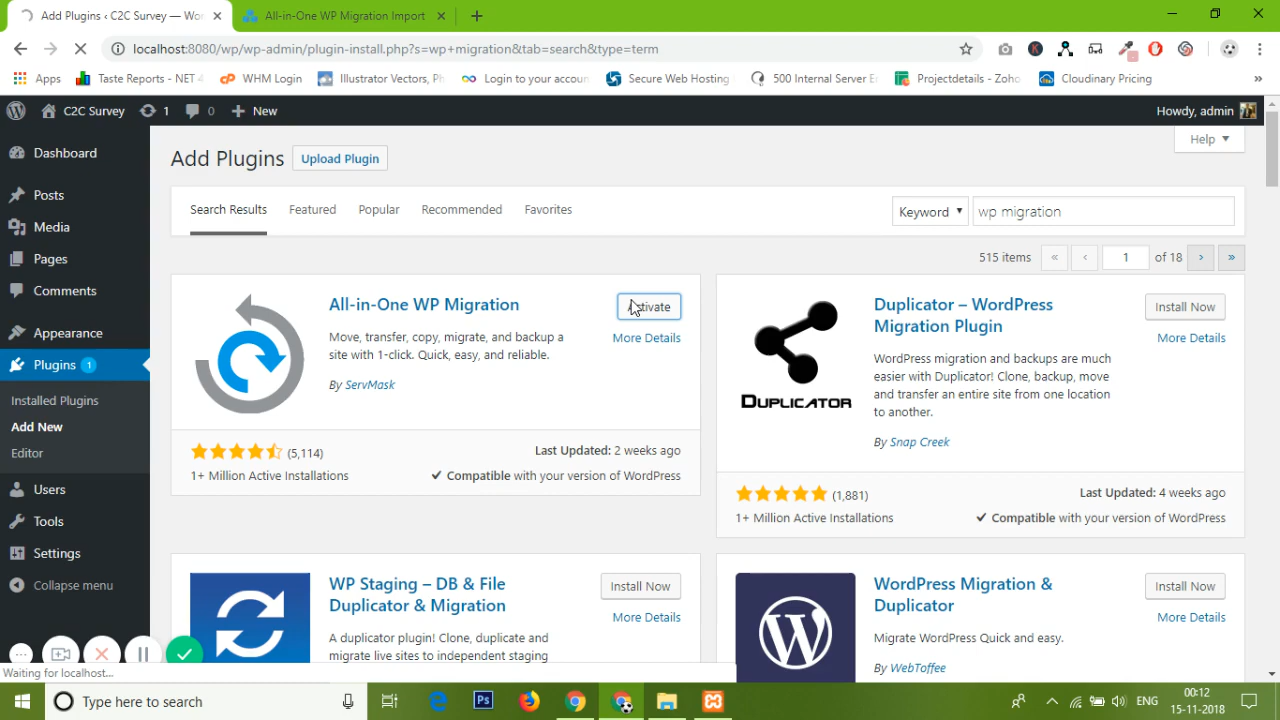 Add Plugins ‹ C2C Survey — Wor
All-in-One WP Migration Import
localhost:8080/wp/wp-admin/plugin-install.php?s=wp+migration&tab=search&type=term
Apps
Taste Reports - NET 4
WHM Login
Illustrator Vectors, Ph
Login to your accoun
Secure Web Hosting
500 Internal Server E
Projectdetails - Zoho
Cloudinary Pricing
»
C2C Survey
1
0
New
Howdy, admin
Dashboard
Posts
Media
Pages
Comments
Appearance
Plugins 1
Installed Plugins
Add New
Editor
Users
Tools
Settings
Collapse menu
Help
Add Plugins
Upload Plugin
Search Results
Featured
Popular
Recommended
Favorites
Keyword
wp migration
515 items
«
‹
1
of 18
›
»
All-in-One WP Migration
Activate
More Details
Move, transfer, copy, migrate, and backup a
site with 1-click. Quick, easy, and reliable.
By ServMask
(5,114)
1+ Million Active Installations
Last Updated: 2 weeks ago
Compatible with your version of WordPress
DUPLICATOR
Duplicator – WordPress
Migration Plugin
Install Now
More Details
WordPress migration and backups are much
easier with Duplicator! Clone, backup, move
and transfer an entire site from one location
to another.
By Snap Creek
(1,881)
1+ Million Active Installations
Last Updated: 4 weeks ago
Compatible with your version of WordPress
WP Staging – DB & File
Duplicator & Migration
Install Now
More Details
A duplicator plugin! Clone, duplicate and
migrate live sites to independent
WordPress Migration &
Duplicator
Install Now
More Details
Migrate WordPress Quick and easy.
By WebToffee
Waiting for localhost...
Type here to search
Ps
ENG
00:12
15-11-2018